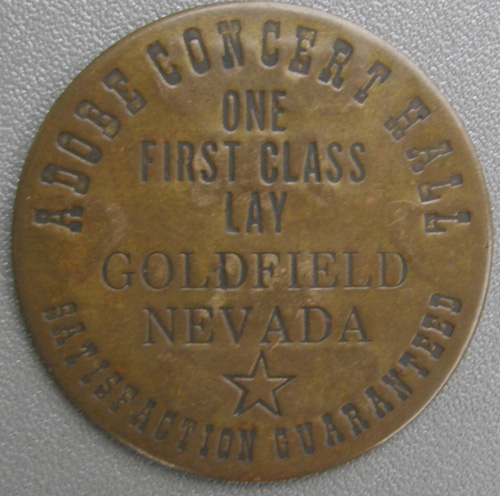 ADOBE CONCERT HALL
ONE
FIRST CLASS
LAY
GOLDFIELD
NEVADA
SATISFACTION GUARANTEED